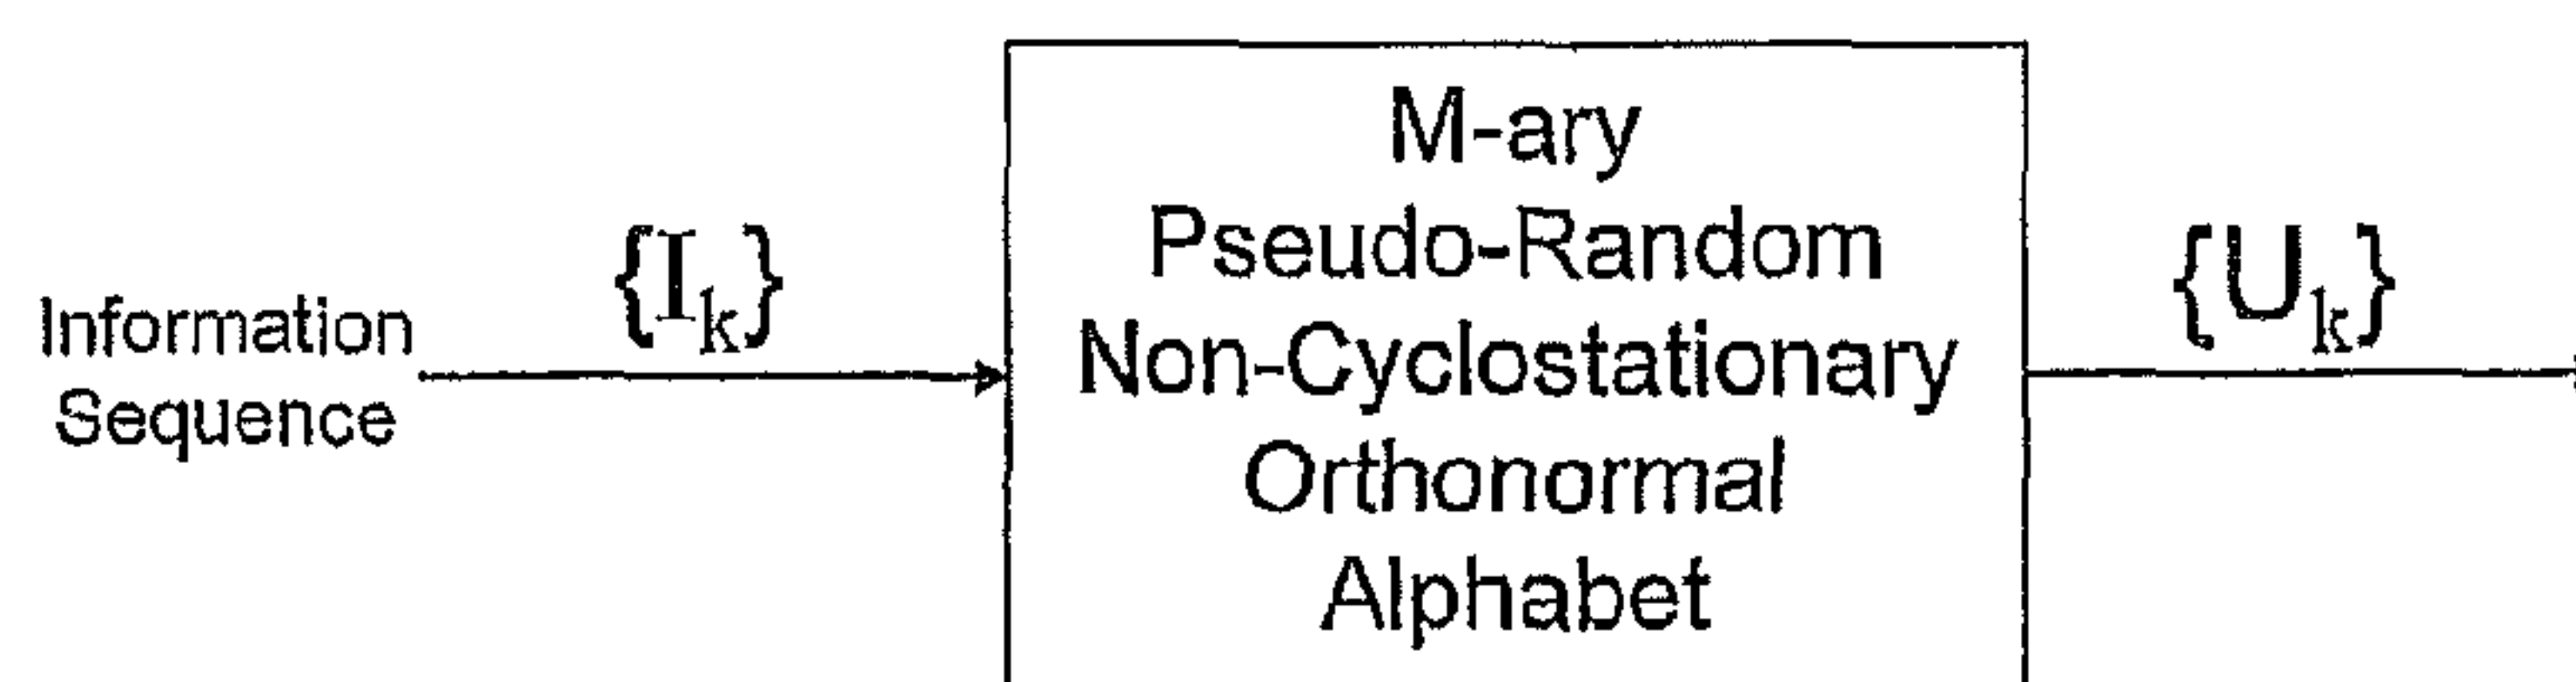 Information
Sequence
{I_k}
M-ary
Pseudo-Random
Non-Cyclostationary
Orthonormal
Alphabet
{U_k}